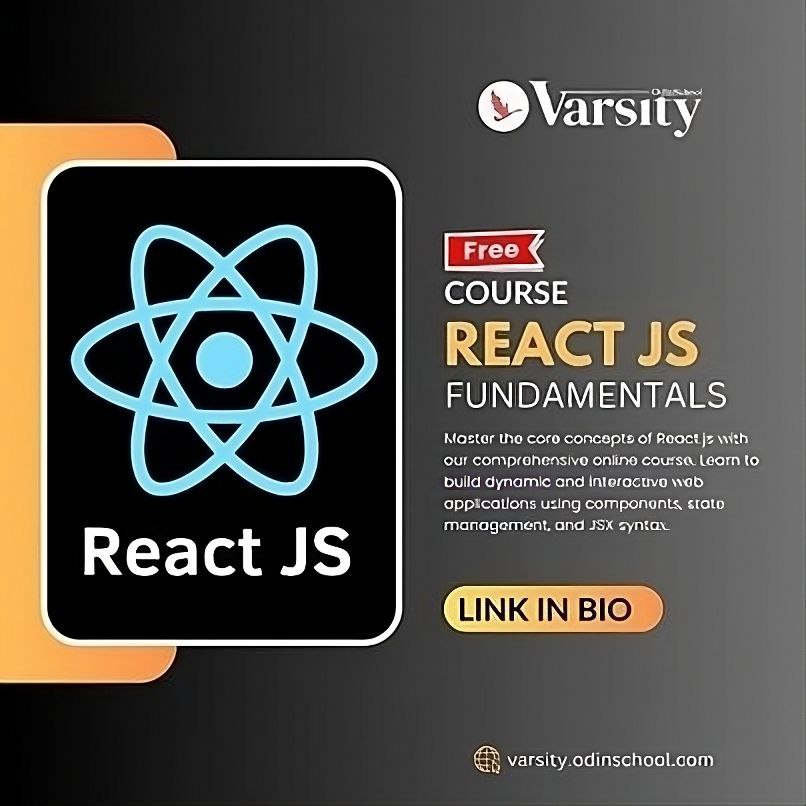 OdinSchool
Varsity
Free
COURSE
REACT JS
FUNDAMENTALS
Master the core concepts of React.js with
our comprehensive online course. Learn to
build dynamic and interactive web
applications using components, state
management, and JSX syntax.
React JS
LINK IN BIO
varsity.odinschool.com